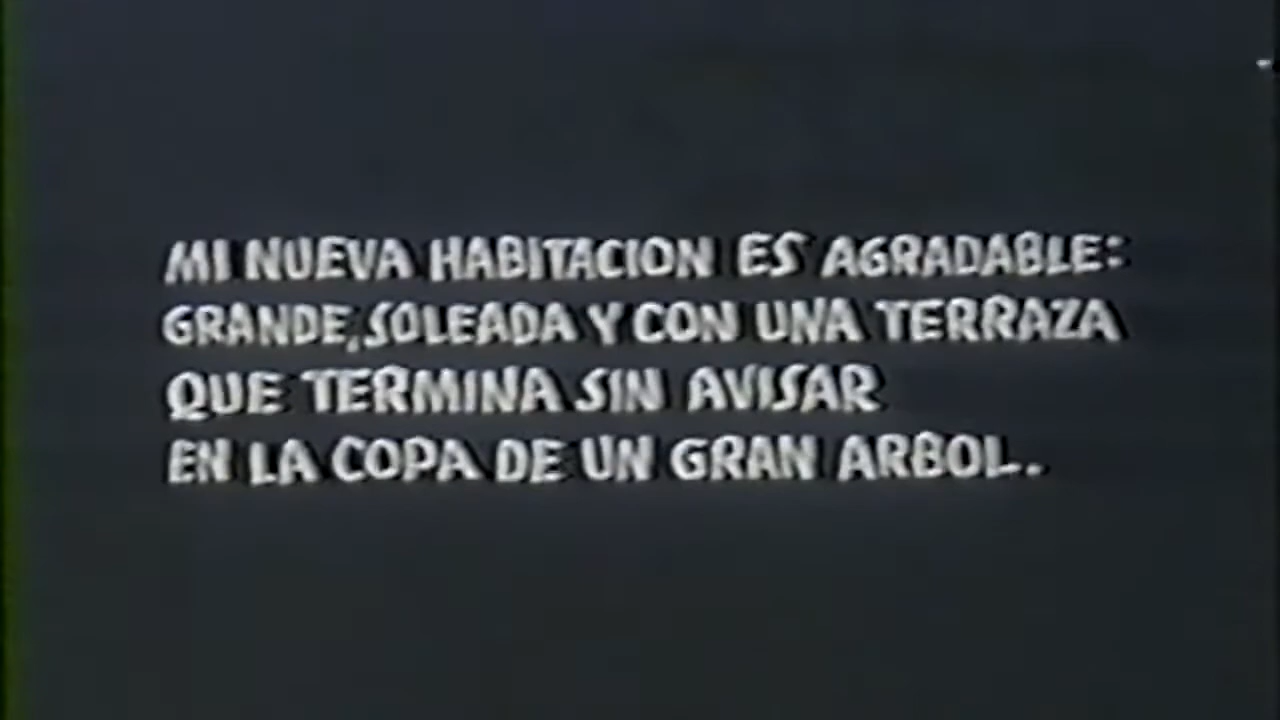 MI NUEVA HABITACION ES AGRADABLE:
GRANDE, SOLEADA Y CON UNA TERRAZA
QUE TERMINA SIN AVISAR
EN LA COPA DE UN GRAN ARBOL.